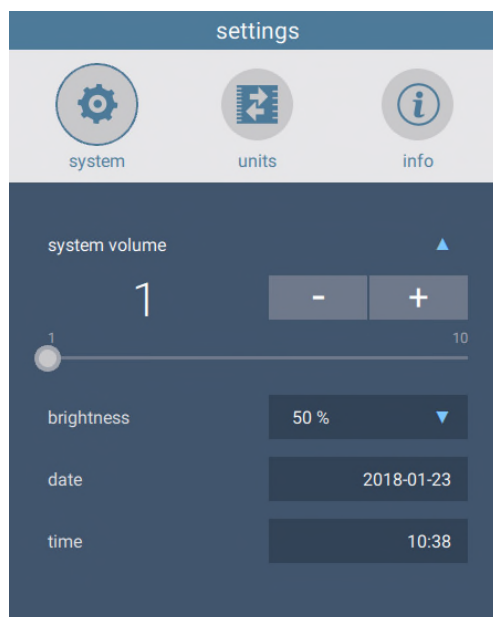 settings
system units info
system volume
1 - +
1 10
brightness 50 %
date 2018-01-23
time 10:38